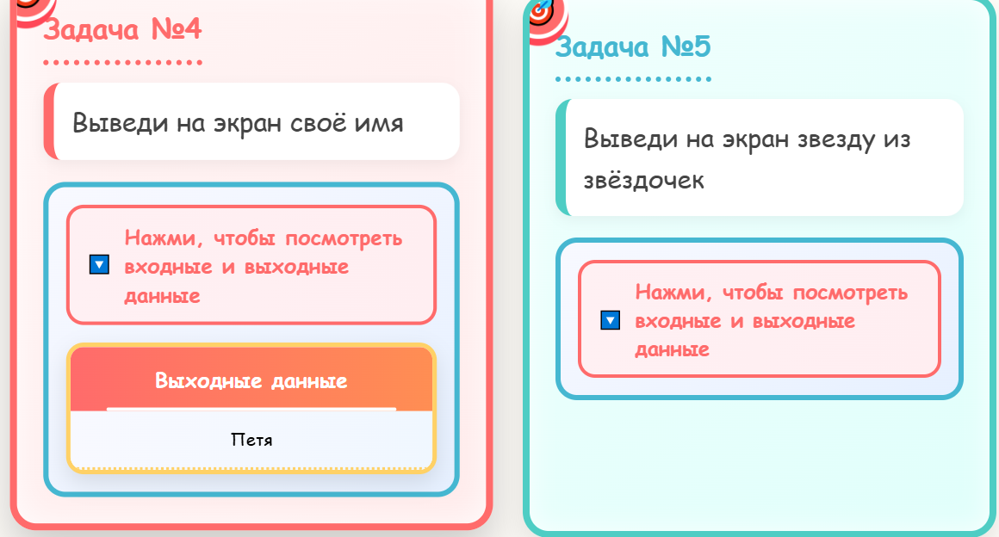 Задача №4
Выведи на экран своё имя
Нажми, чтобы посмотреть
входные и выходные
данные
Выходные данные
Петя
Задача №5
Выведи на экран звезду из
звёздочек
Нажми, чтобы посмотреть
входные и выходные
данные